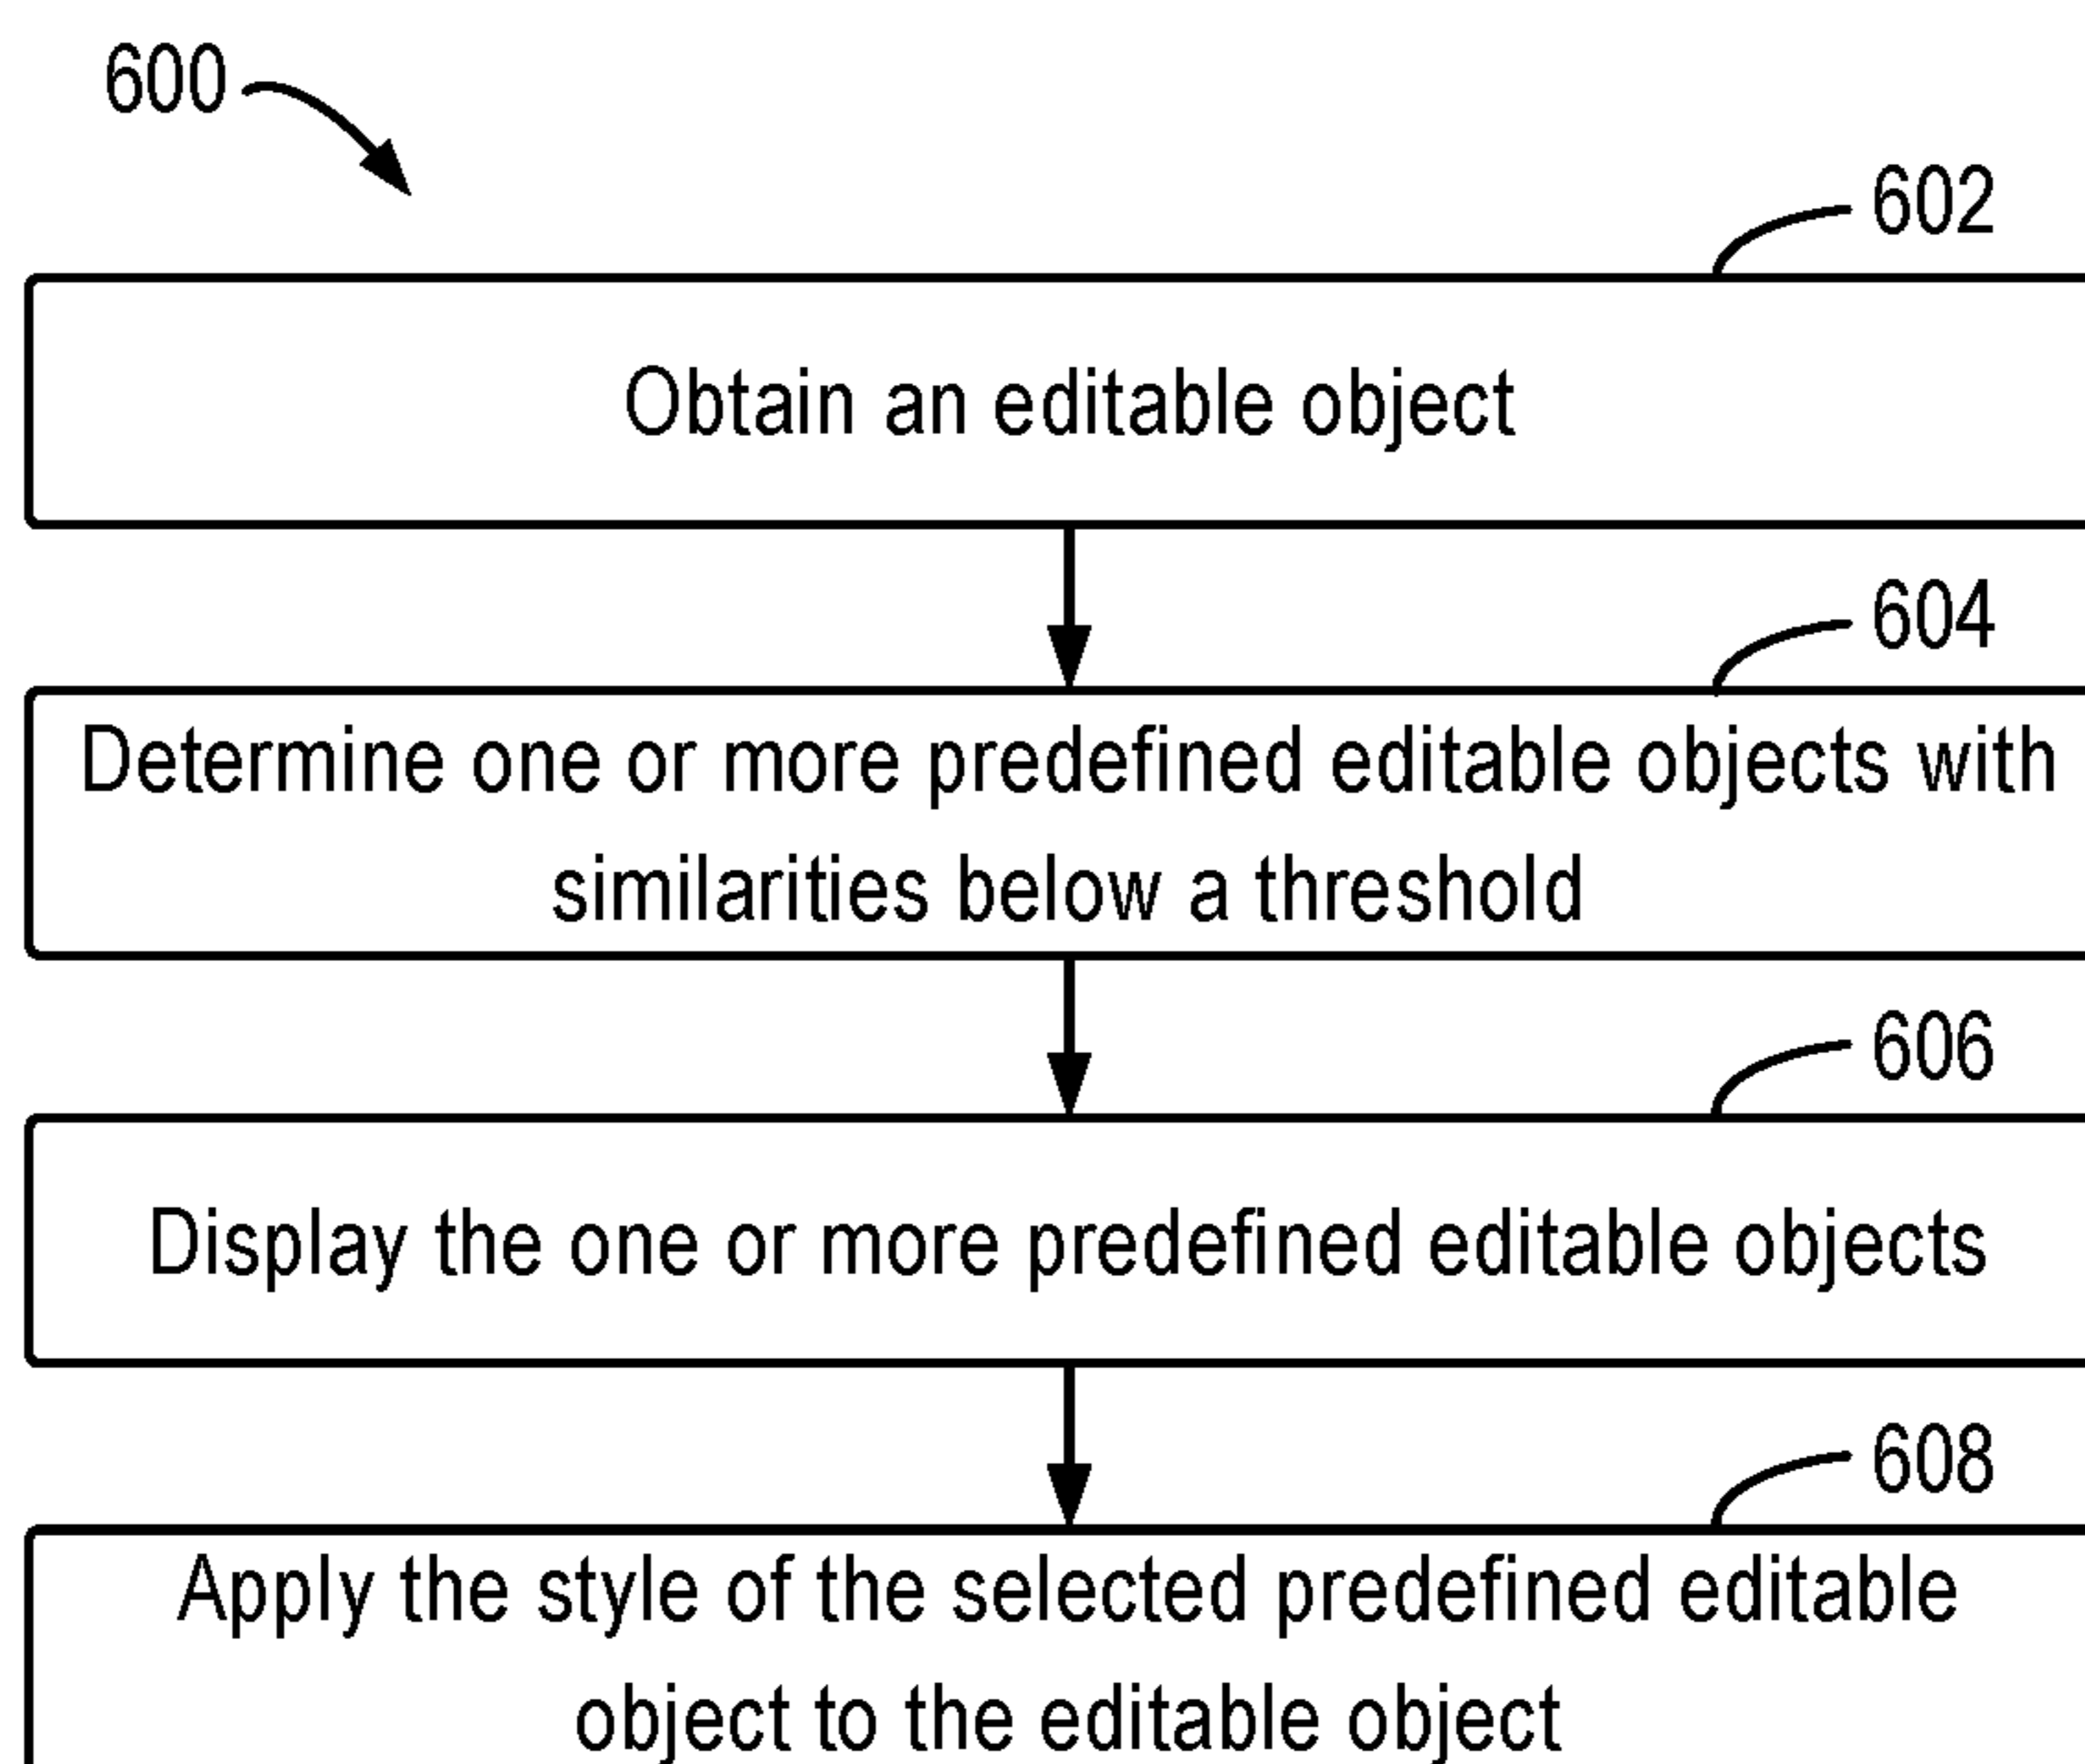 600
602
Obtain an editable object
604
Determine one or more predefined editable objects with
similarities below a threshold
606
Display the one or more predefined editable objects
608
Apply the style of the selected predefined editable
object to the editable object